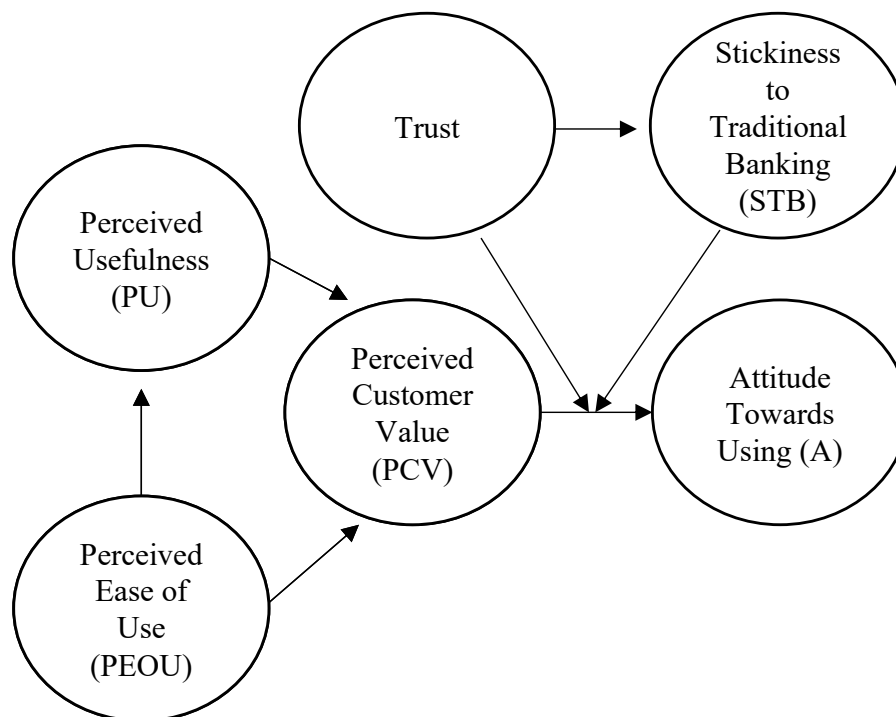 Trust
Stickiness
to
Traditional
Banking
(STB)
Perceived
Usefulness
(PU)
Perceived
Customer
Value
(PCV)
Attitude
Towards
Using (A)
Perceived
Ease of
Use
(PEOU)